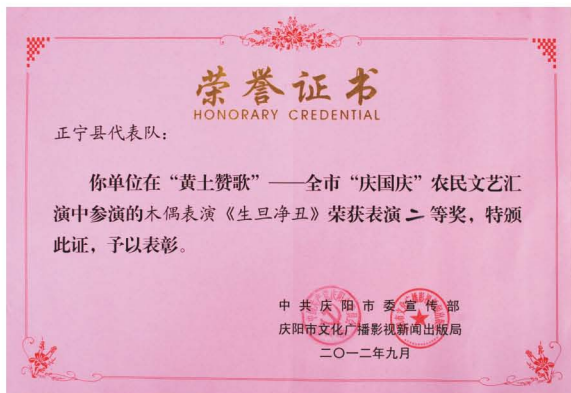 荣誉证书
HONORARY CREDENTIAL
正宁县代表队：
你单位在“黄土赞歌”——全市“庆国庆”农民文艺汇
演中参演的木偶表演《生旦净丑》荣获表演二等奖，特颁
此证，予以表彰。
中共庆阳市委宣传部
庆阳市文化广播影视新闻出版局
二〇一二年九月